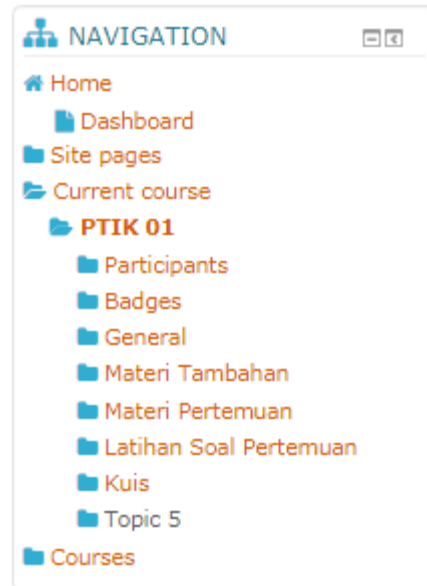 NAVIGATION
Home
Dashboard
Site pages
Current course
PTIK 01
Participants
Badges
General
Materi Tambahan
Materi Pertemuan
Latihan Soal Pertemuan
Kuis
Topic 5
Courses